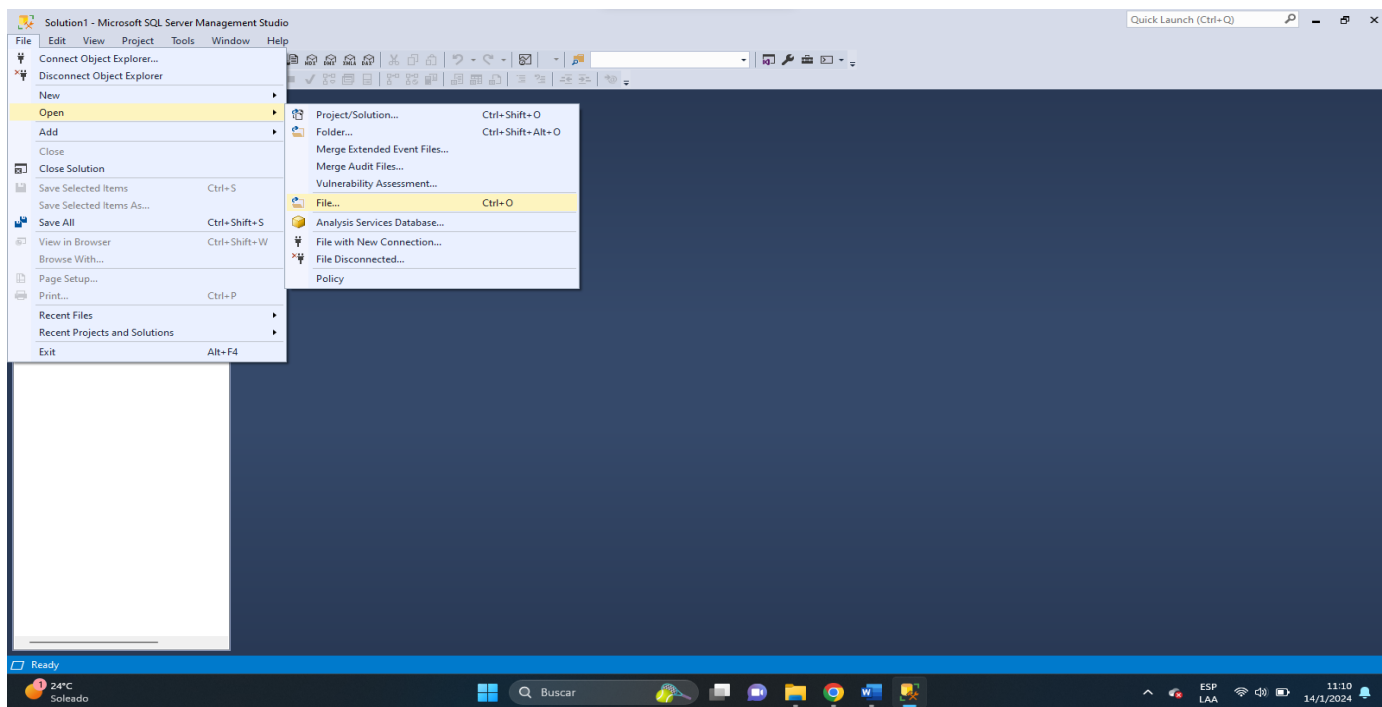 Solution1 - Microsoft SQL Server Management Studio
Quick Launch (Ctrl+Q)
File Edit View Project Tools Window Help
Connect Object Explorer...
Disconnect Object Explorer
New
Open
Add
Close
Close Solution
Save Selected Items Ctrl+S
Save Selected Items As...
Save All Ctrl+Shift+S
View in Browser Ctrl+Shift+W
Browse With...
Page Setup...
Print... Ctrl+P
Recent Files
Recent Projects and Solutions
Exit Alt+F4
Project/Solution... Ctrl+Shift+O
Folder... Ctrl+Shift+Alt+O
Merge Extended Event Files...
Merge Audit Files...
Vulnerability Assessment...
File... Ctrl+O
Analysis Services Database...
File with New Connection...
File Disconnected...
Policy
MDX DMX XMLA DAX
Ready
1
24°C
Soleado
Buscar
ESP
LAA
11:10
14/1/2024